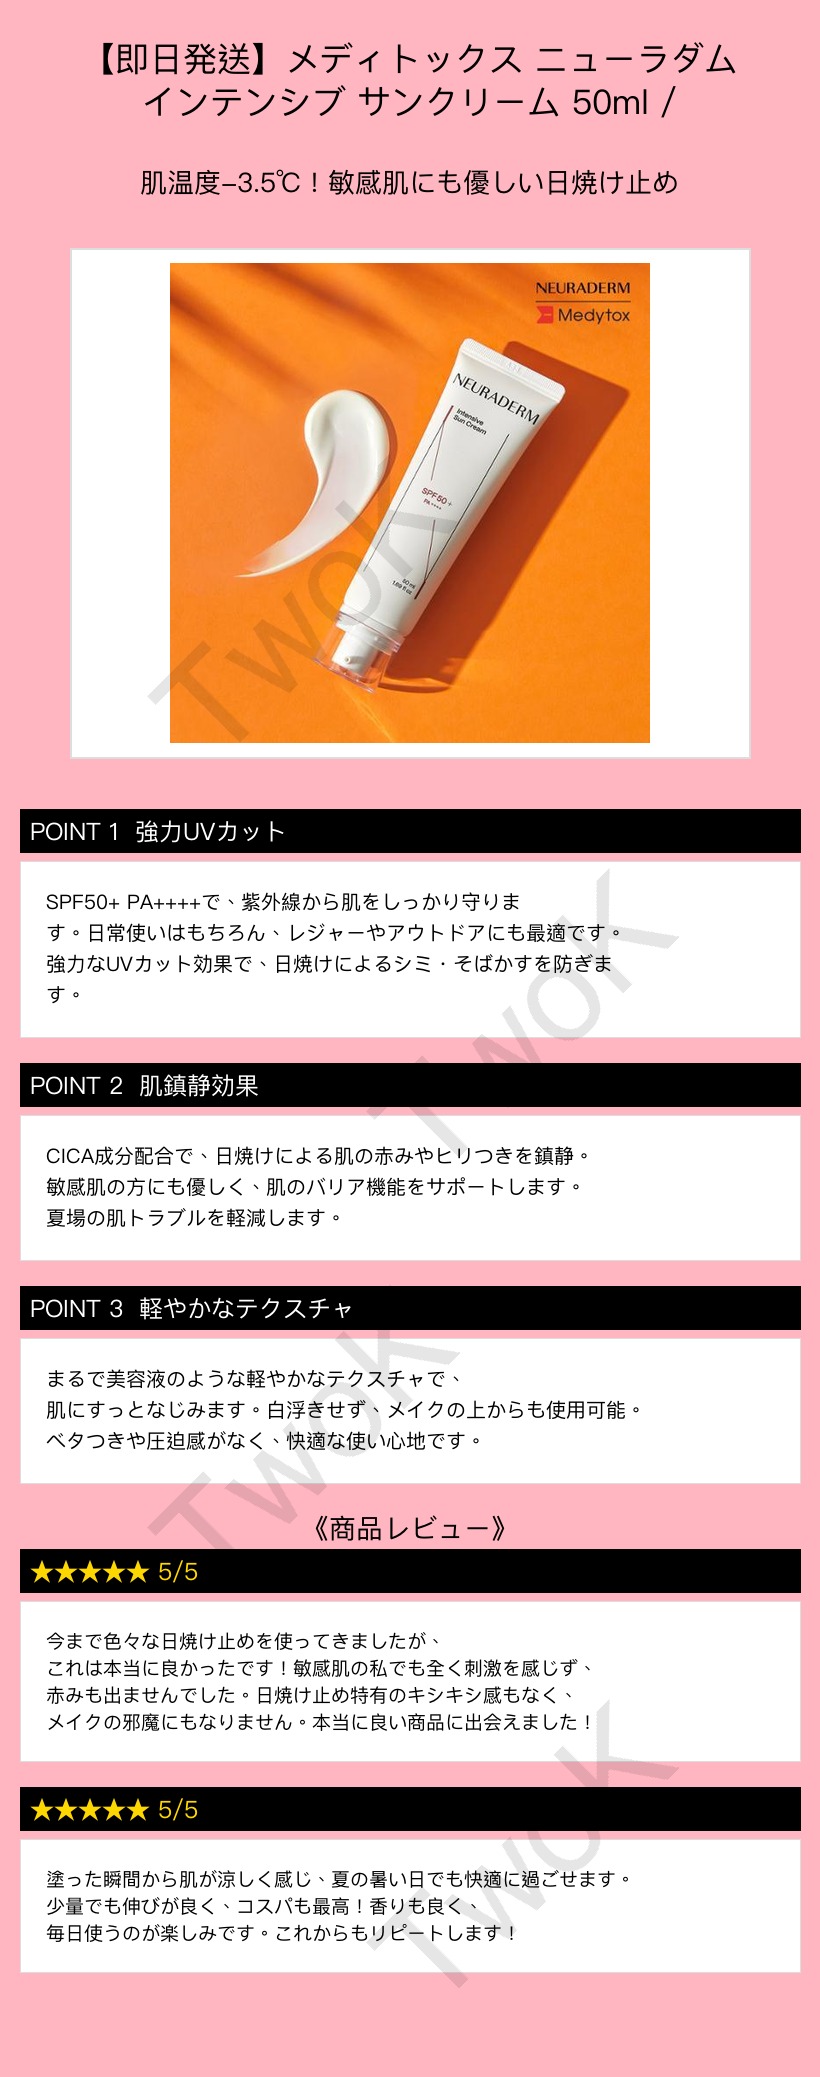 【即日発送】メディトックス ニューラダム
インテンシブ サンクリーム 50ml /
肌温度−3.5℃！敏感肌にも優しい日焼け止め
NEURADERM
Medytox
NEURADERM
Intensive
Sun Cream
SPF50+
PA++++
50 ml
1.69 fl oz
TwoK
POINT 1 強力UVカット
SPF50+ PA++++で、紫外線から肌をしっかり守りま
す。日常使いはもちろん、レジャーやアウトドアにも最適です。
強力なUVカット効果で、日焼けによるシミ・そばかすを防ぎま
す。
TwoK
POINT 2 肌鎮静効果
CICA成分配合で、日焼けによる肌の赤みやヒリつきを鎮静。
敏感肌の方にも優しく、肌のバリア機能をサポートします。
夏場の肌トラブルを軽減します。
POINT 3 軽やかなテクスチャ
まるで美容液のような軽やかなテクスチャで、
肌にすっとなじみます。白浮きせず、メイクの上からも使用可能。
ベタつきや圧迫感がなく、快適な使い心地です。
TwoK
《商品レビュー》
★★★★★ 5/5
今まで色々な日焼け止めを使ってきましたが、
これは本当に良かったです！敏感肌の私でも全く刺激を感じず、
赤みも出ませんでした。日焼け止め特有のキシキシ感もなく、
メイクの邪魔にもなりません。本当に良い商品に出会えました！
★★★★★ 5/5
塗った瞬間から肌が涼しく感じ、夏の暑い日でも快適に過ごせます。
少量でも伸びが良く、コスパも最高！香りも良く、
毎日使うのが楽しみです。これからもリピートします！
TwoK